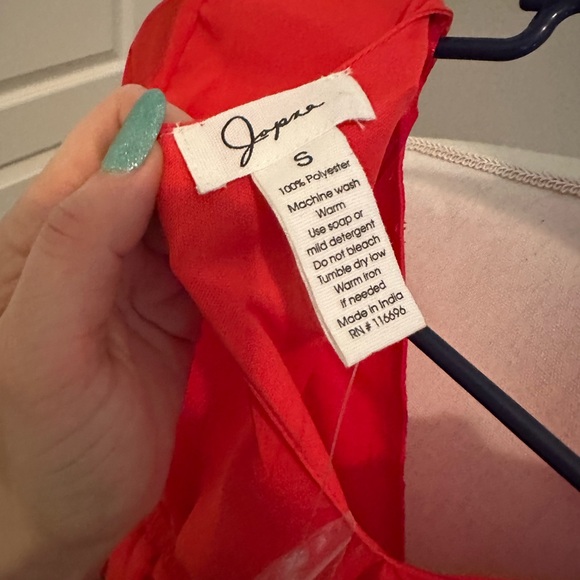 Japna
S
100% Polyester
Machine wash
Warm
Use soap or
mild detergent
Do not bleach
Tumble dry low
Warm iron
if needed
Made in India
RN # 116696